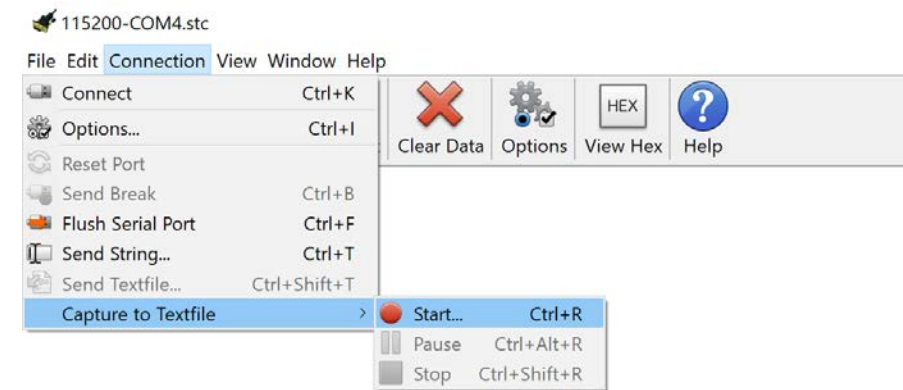 115200-COM4.stc
File Edit Connection View Window Help
Connect Ctrl+K
Options... Ctrl+I
Reset Port
Send Break Ctrl+B
Flush Serial Port Ctrl+F
Send String... Ctrl+T
Send Textfile... Ctrl+Shift+T
Capture to Textfile >
Clear Data Options View Hex Help
HEX
Start... Ctrl+R
Pause Ctrl+Alt+R
Stop Ctrl+Shift+R